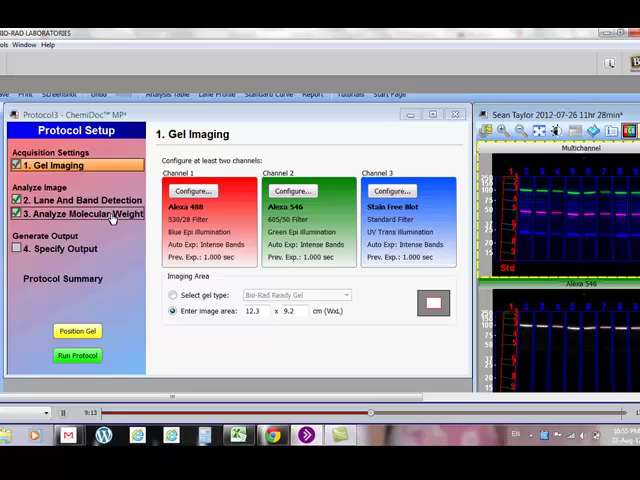 BIO-RAD LABORATORIES
Window Help
Print Screenshot Undo Analysis Table Lane Profile Standard Curve Report Tutorials Start Page
Protocol3 - ChemiDoc™ MP*
Protocol Setup
Acquisition Settings
1. Gel Imaging
Analyze Image
2. Lane And Band Detection
3. Analyze Molecular Weight
Generate Output
4. Specify Output
Protocol Summary
Position Gel
Run Protocol
1. Gel Imaging
Configure at least two channels:
Channel 1
Configure...
Alexa 488
530/28 Filter
Blue Epi illumination
Auto Exp: Intense Bands
Prev. Exp.: 1.000 sec
Channel 2
Configure...
Alexa 546
605/50 Filter
Green Epi illumination
Auto Exp: Intense Bands
Prev. Exp.: 1.000 sec
Channel 3
Configure...
Stain Free Blot
Standard Filter
UV Trans illumination
Auto Exp: Intense Bands
Prev. Exp.: 1.000 sec
Imaging Area
Select gel type: Bio-Rad Ready Gel
Enter image area: 12.3 x 9.2 cm (WxL)
Sean Taylor 2012-07-26 11hr 28min*
Multichannel
Std
Alexa 546
9:13
EN
10:55 PM